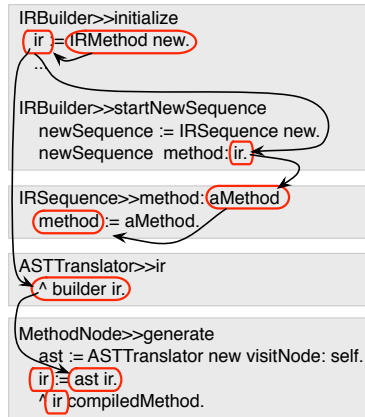 IRBuilder>>initialize
ir := IRMethod new.
...
IRBuilder>>startNewSequence
newSequence := IRSequence new.
newSequence method: ir.
IRSequence>>method: aMethod
method := aMethod.
ASTTranslator>>ir
^ builder ir.
MethodNode>>generate
ast := ASTTranslator new visitNode: self.
ir := ast ir.
^ ir compiledMethod.